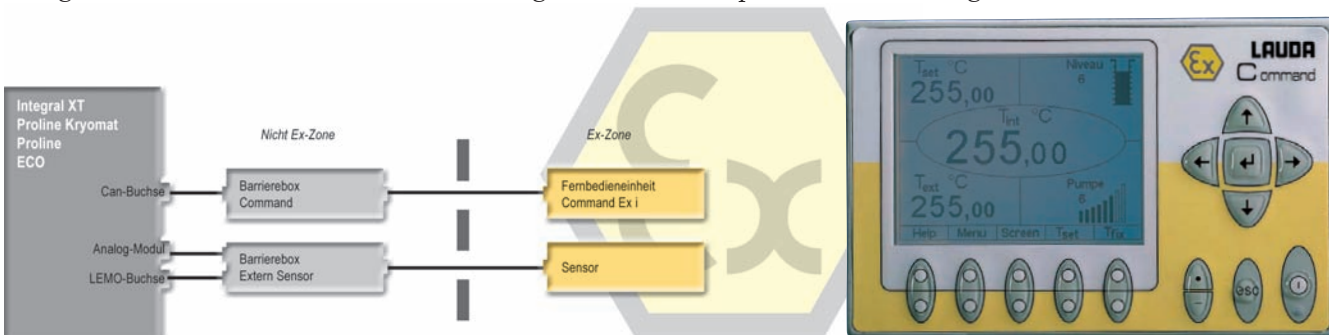 Integral XT
Proline Kryomat
Proline
ECO
Nicht Ex-Zone
Ex-Zone
Can-Buchse
Barrierebox
Command
Fernbedieneinheit
Command Ex i
Analog-Modul
LEMO-Buchse
Barrierebox
Extern Sensor
Sensor
Ex
Tset °C
255,00
Niveau
6
Tint °C
255,00
Text °C
255,00
Pumpe
6
Help Menu Screen Tset Tfix
Ex
LAUDA
Command
esc